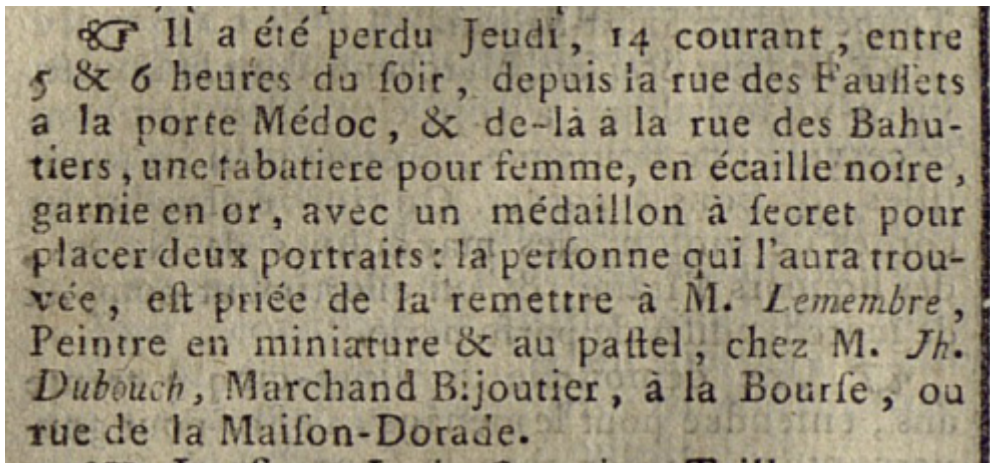 ☞ Il a été perdu Jeudi, 14 courant, entre
5 & 6 heures du ſoir, depuis la rue des Fauſſets
a la porte Médoc, & de-là à la rue des Bahu-
tiers, une tabatiere pour femme, en écaille noire,
garnie en or, avec un médaillon à ſecret pour
placer deux portraits: la perſonne qui l'aura trou-
vée, eſt priée de la remettre à M. Lemembre,
Peintre en miniature & au paſtel, chez M. Jh.
Dubouch, Marchand Bijoutier, à la Bourſe, ou
rue de la Maiſon-Dorade.